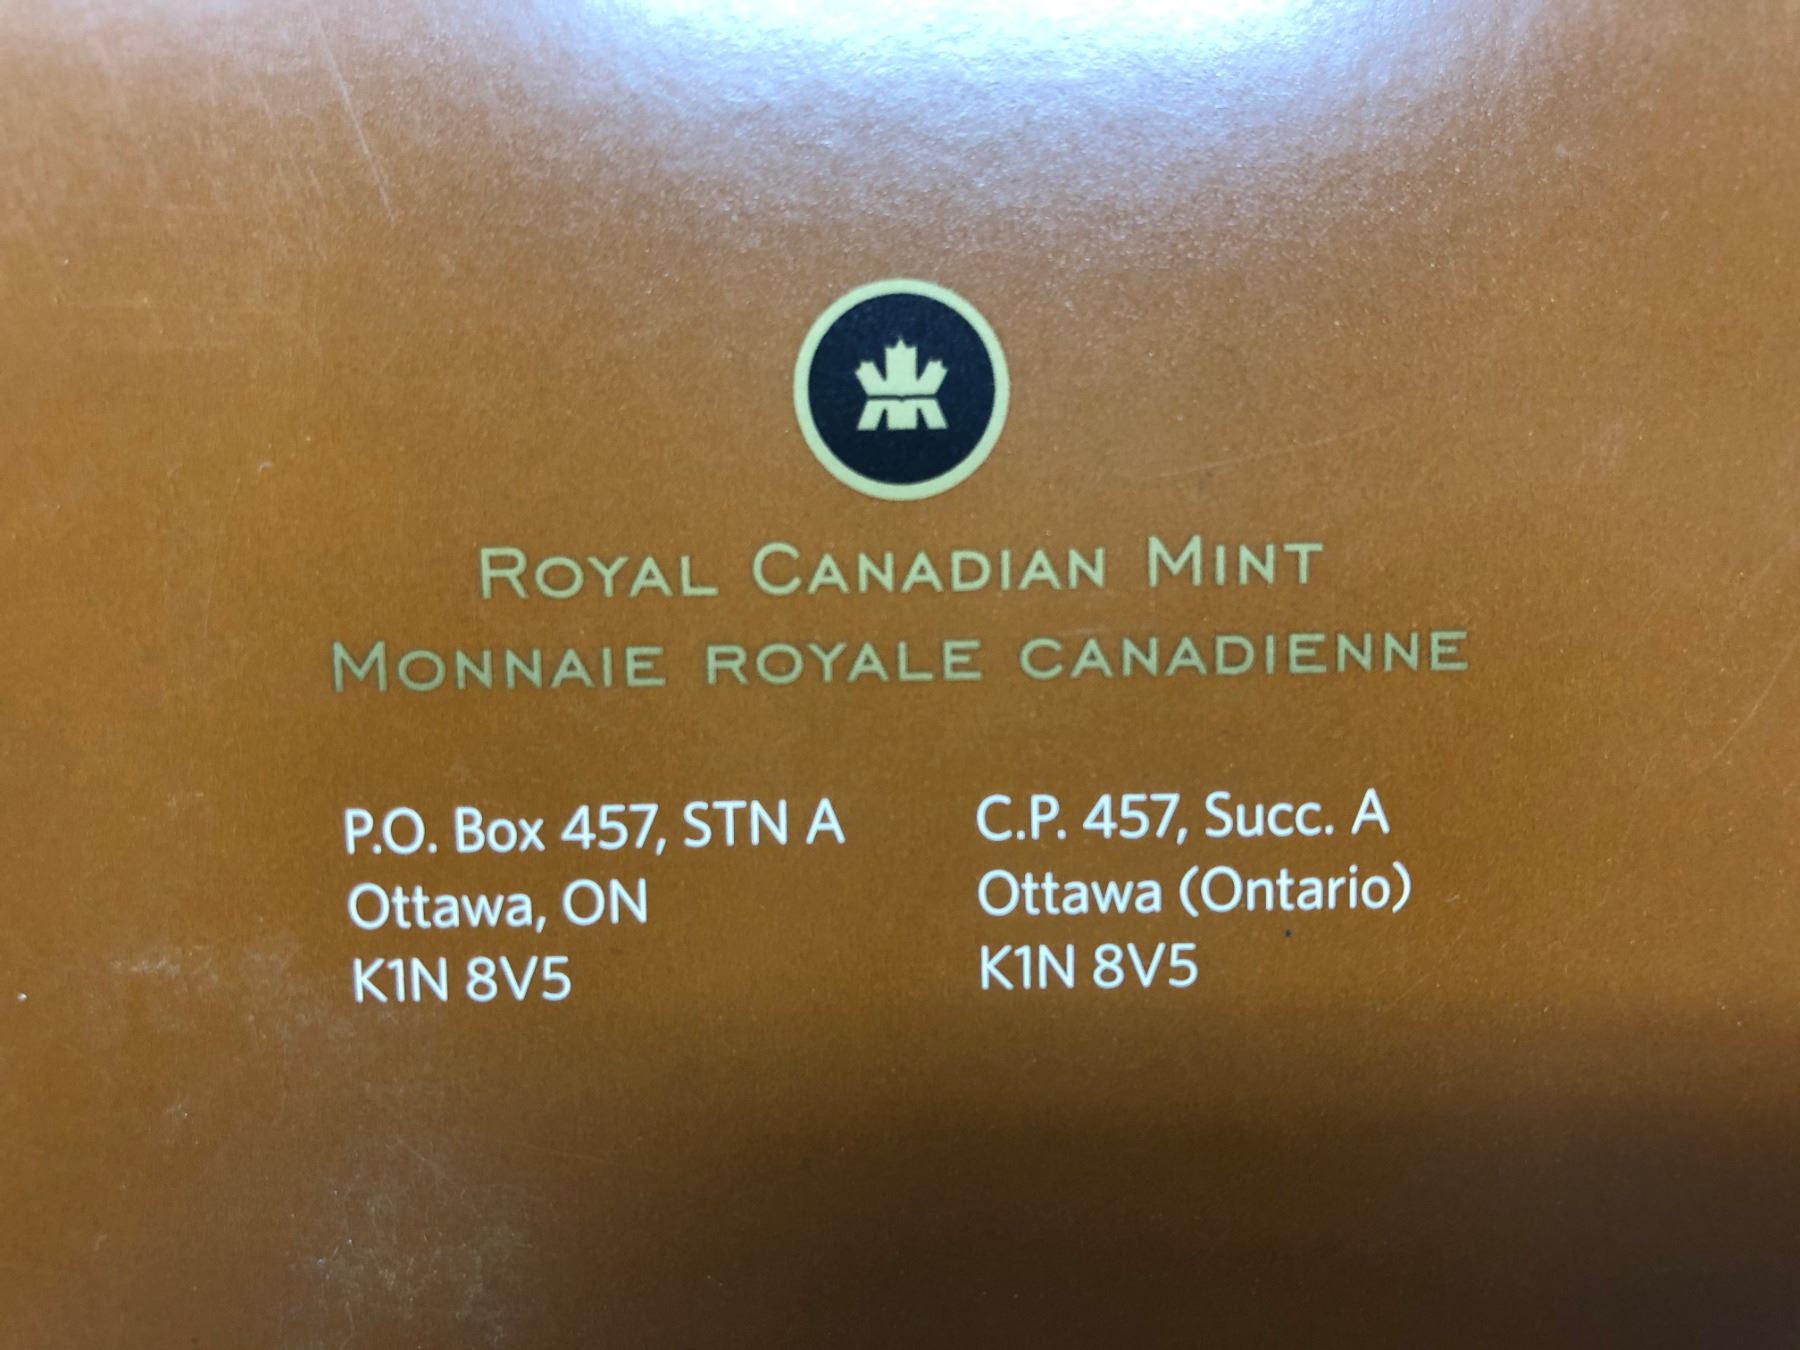 ROYAL CANADIAN MINT
MONNAIE ROYALE CANADIENNE
P.O. Box 457, STN A
Ottawa, ON
K1N 8V5
C.P. 457, Succ. A
Ottawa (Ontario)
K1N 8V5